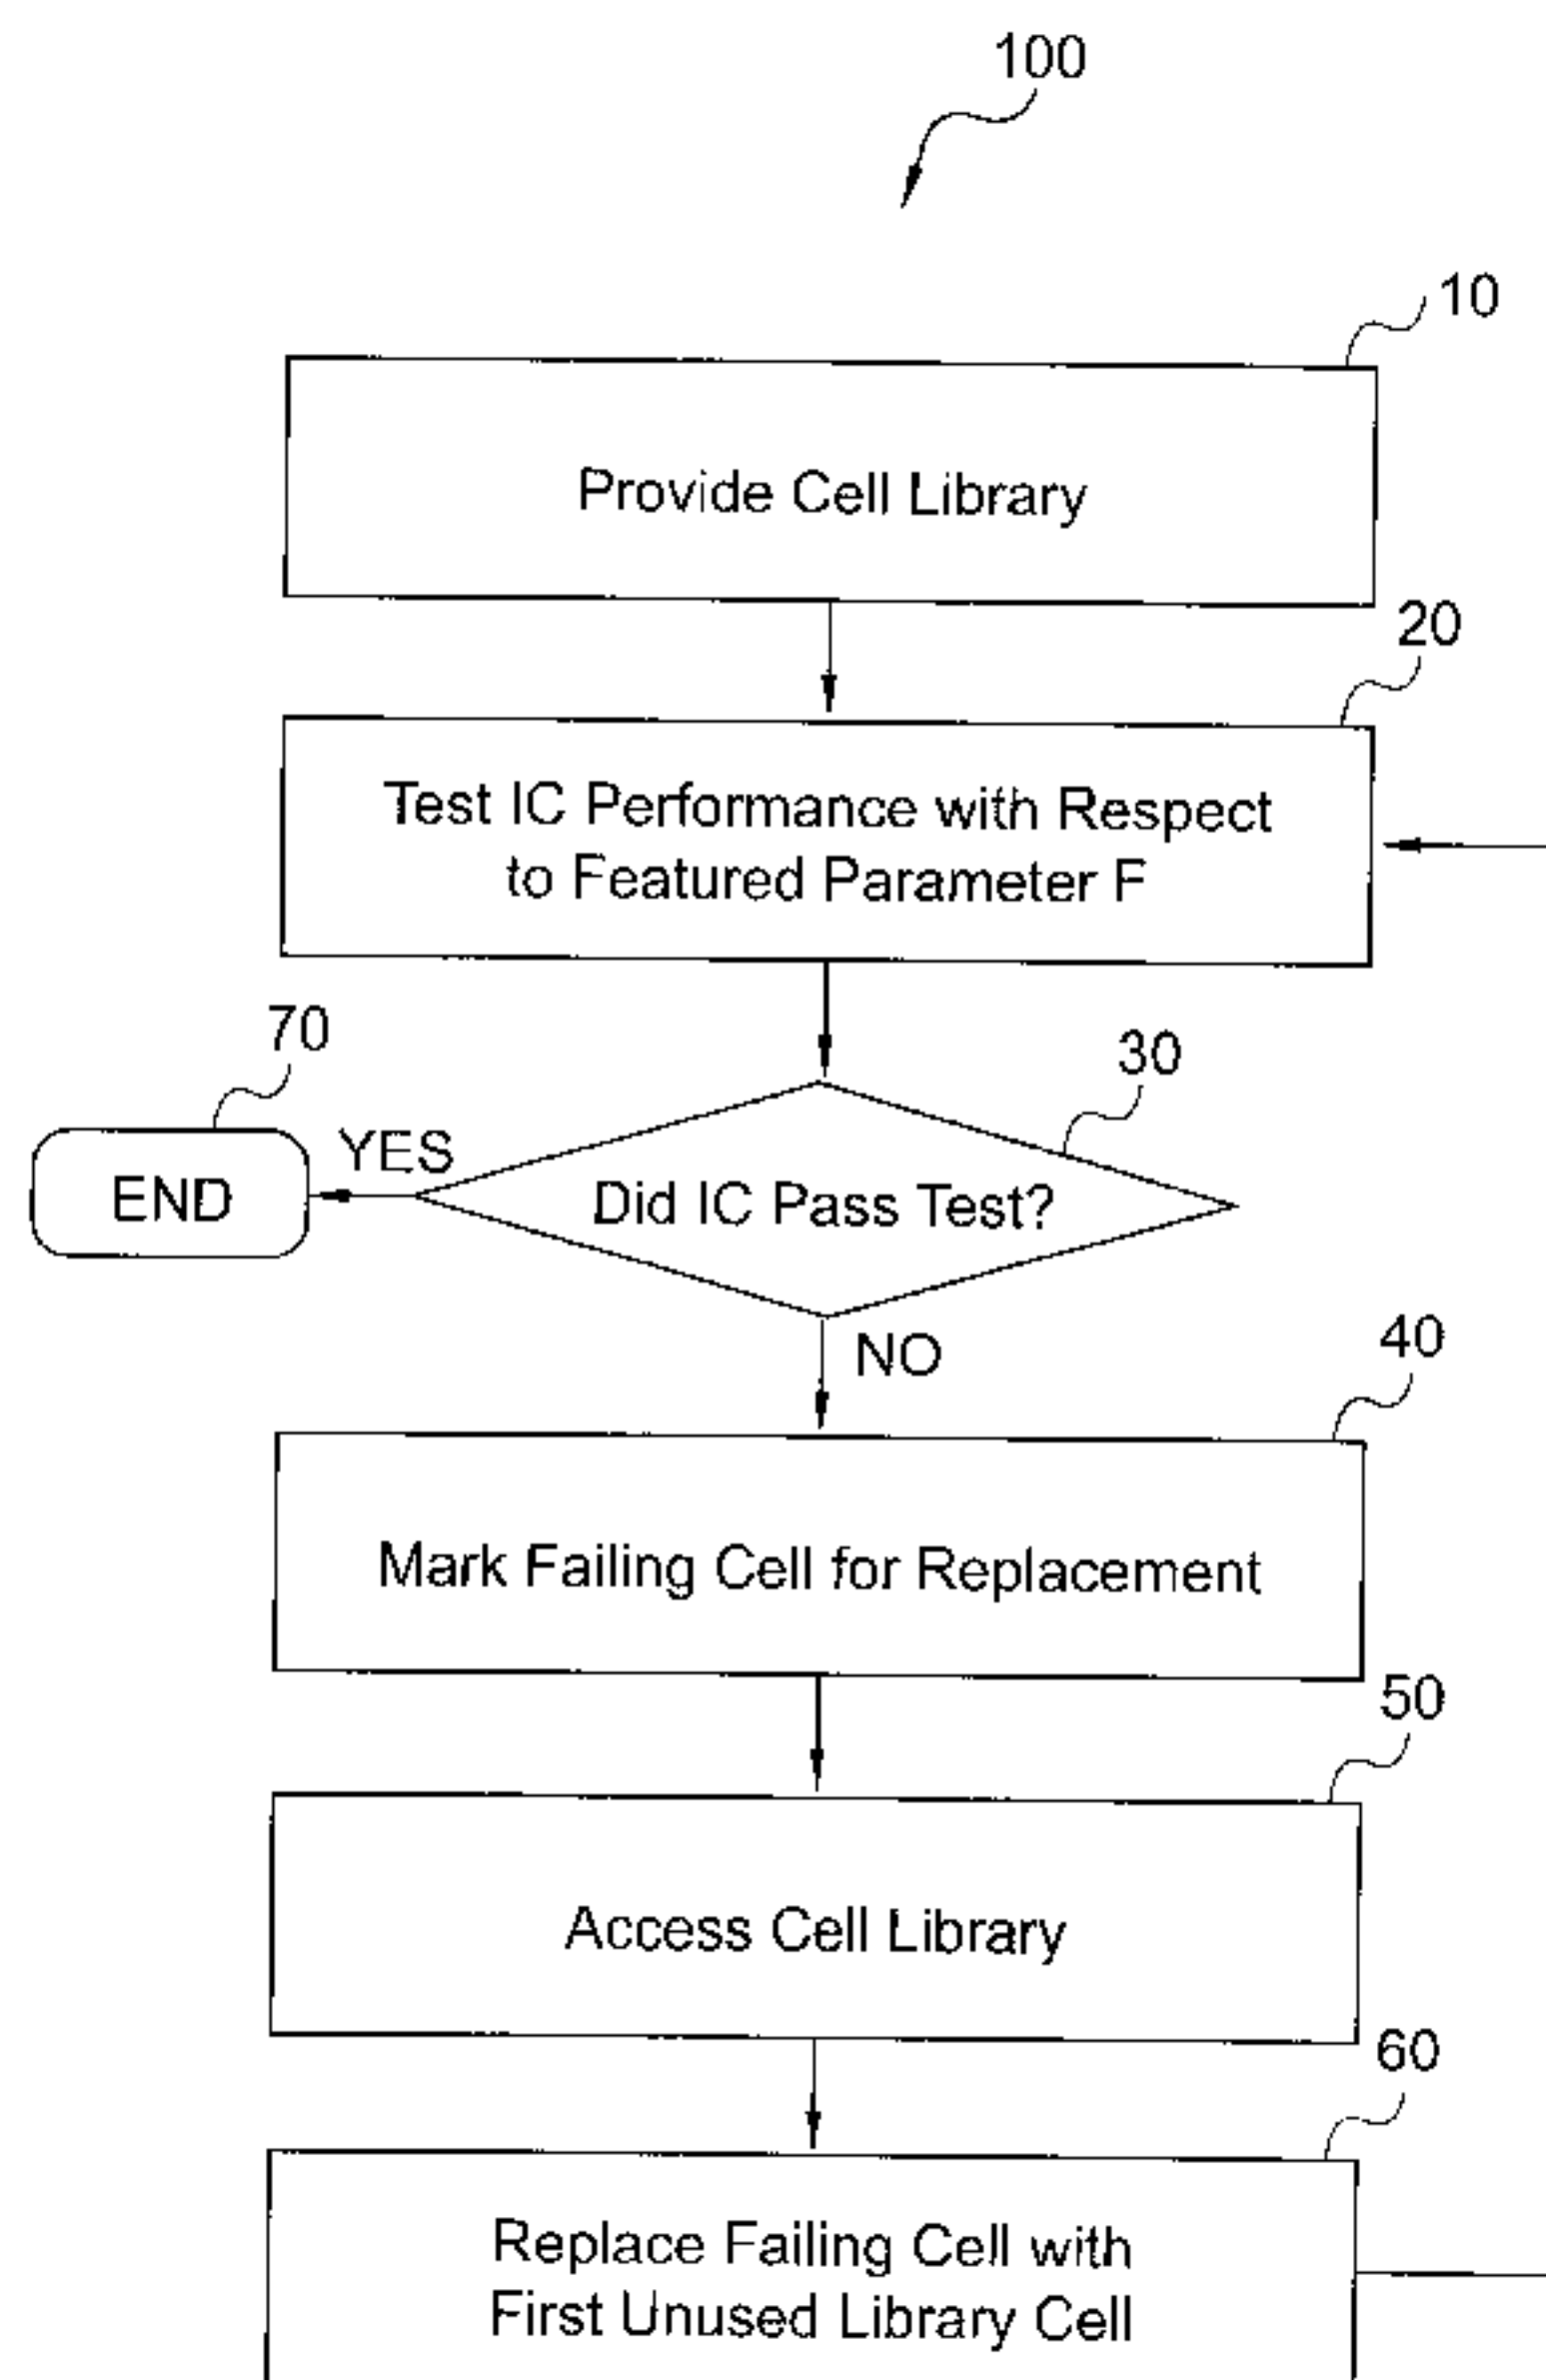 100
10
Provide Cell Library
20
Test IC Performance with Respect
to Featured Parameter F
70
30
YES
END
Did IC Pass Test?
NO
40
Mark Failing Cell for Replacement
50
Access Cell Library
60
Replace Failing Cell with
First Unused Library Cell